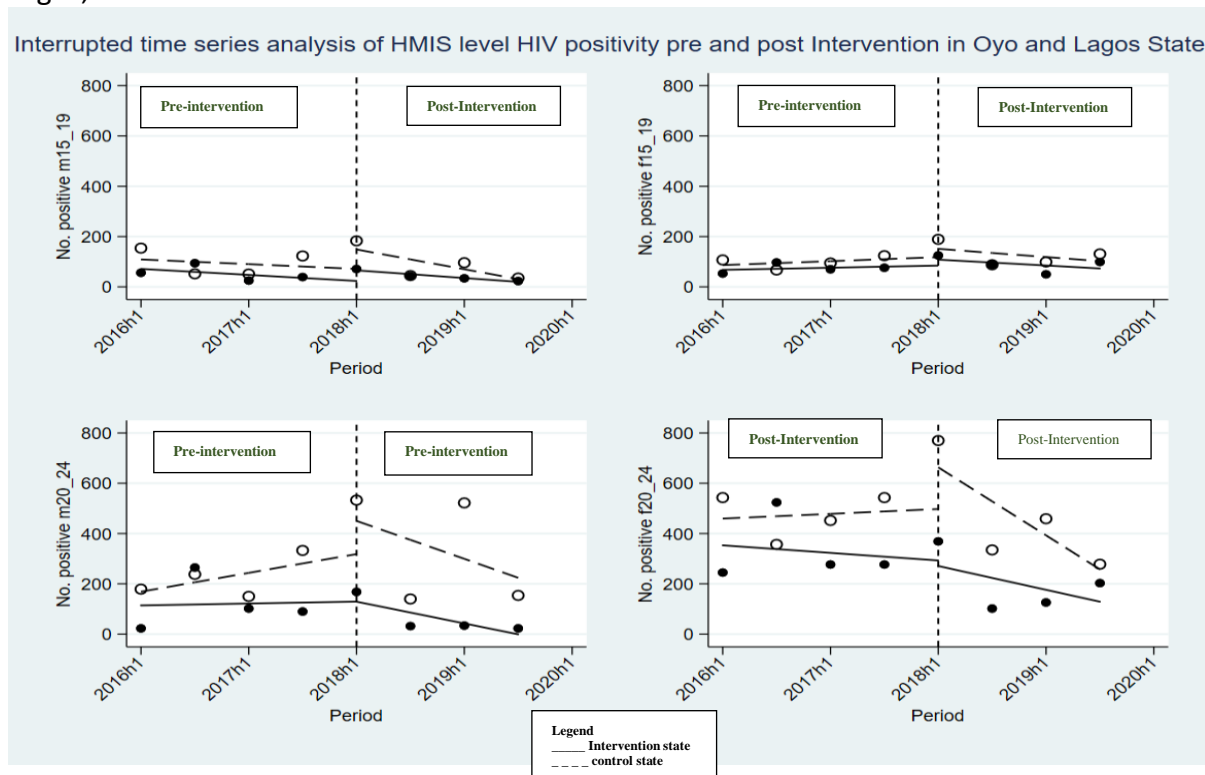 Interrupted time series analysis of HMIS level HIV positivity pre and post Intervention in Oyo and Lagos State
800
600
400
200
0
No. positive m15_19
Pre-intervention
Post-Intervention
2016h1
2017h1
2018h1
2019h1
2020h1
Period
800
600
400
200
0
No. positive f15_19
Pre-intervention
Post-Intervention
2016h1
2017h1
2018h1
2019h1
2020h1
Period
800
600
400
200
0
No. positive m20_24
Pre-intervention
Pre-intervention
2016h1
2017h1
2018h1
2019h1
2020h1
Period
800
600
400
200
0
No. positive f20_24
Post-Intervention
Post-Intervention
2016h1
2017h1
2018h1
2019h1
2020h1
Period
Legend
_____ Intervention state
_ _ _ _ control state